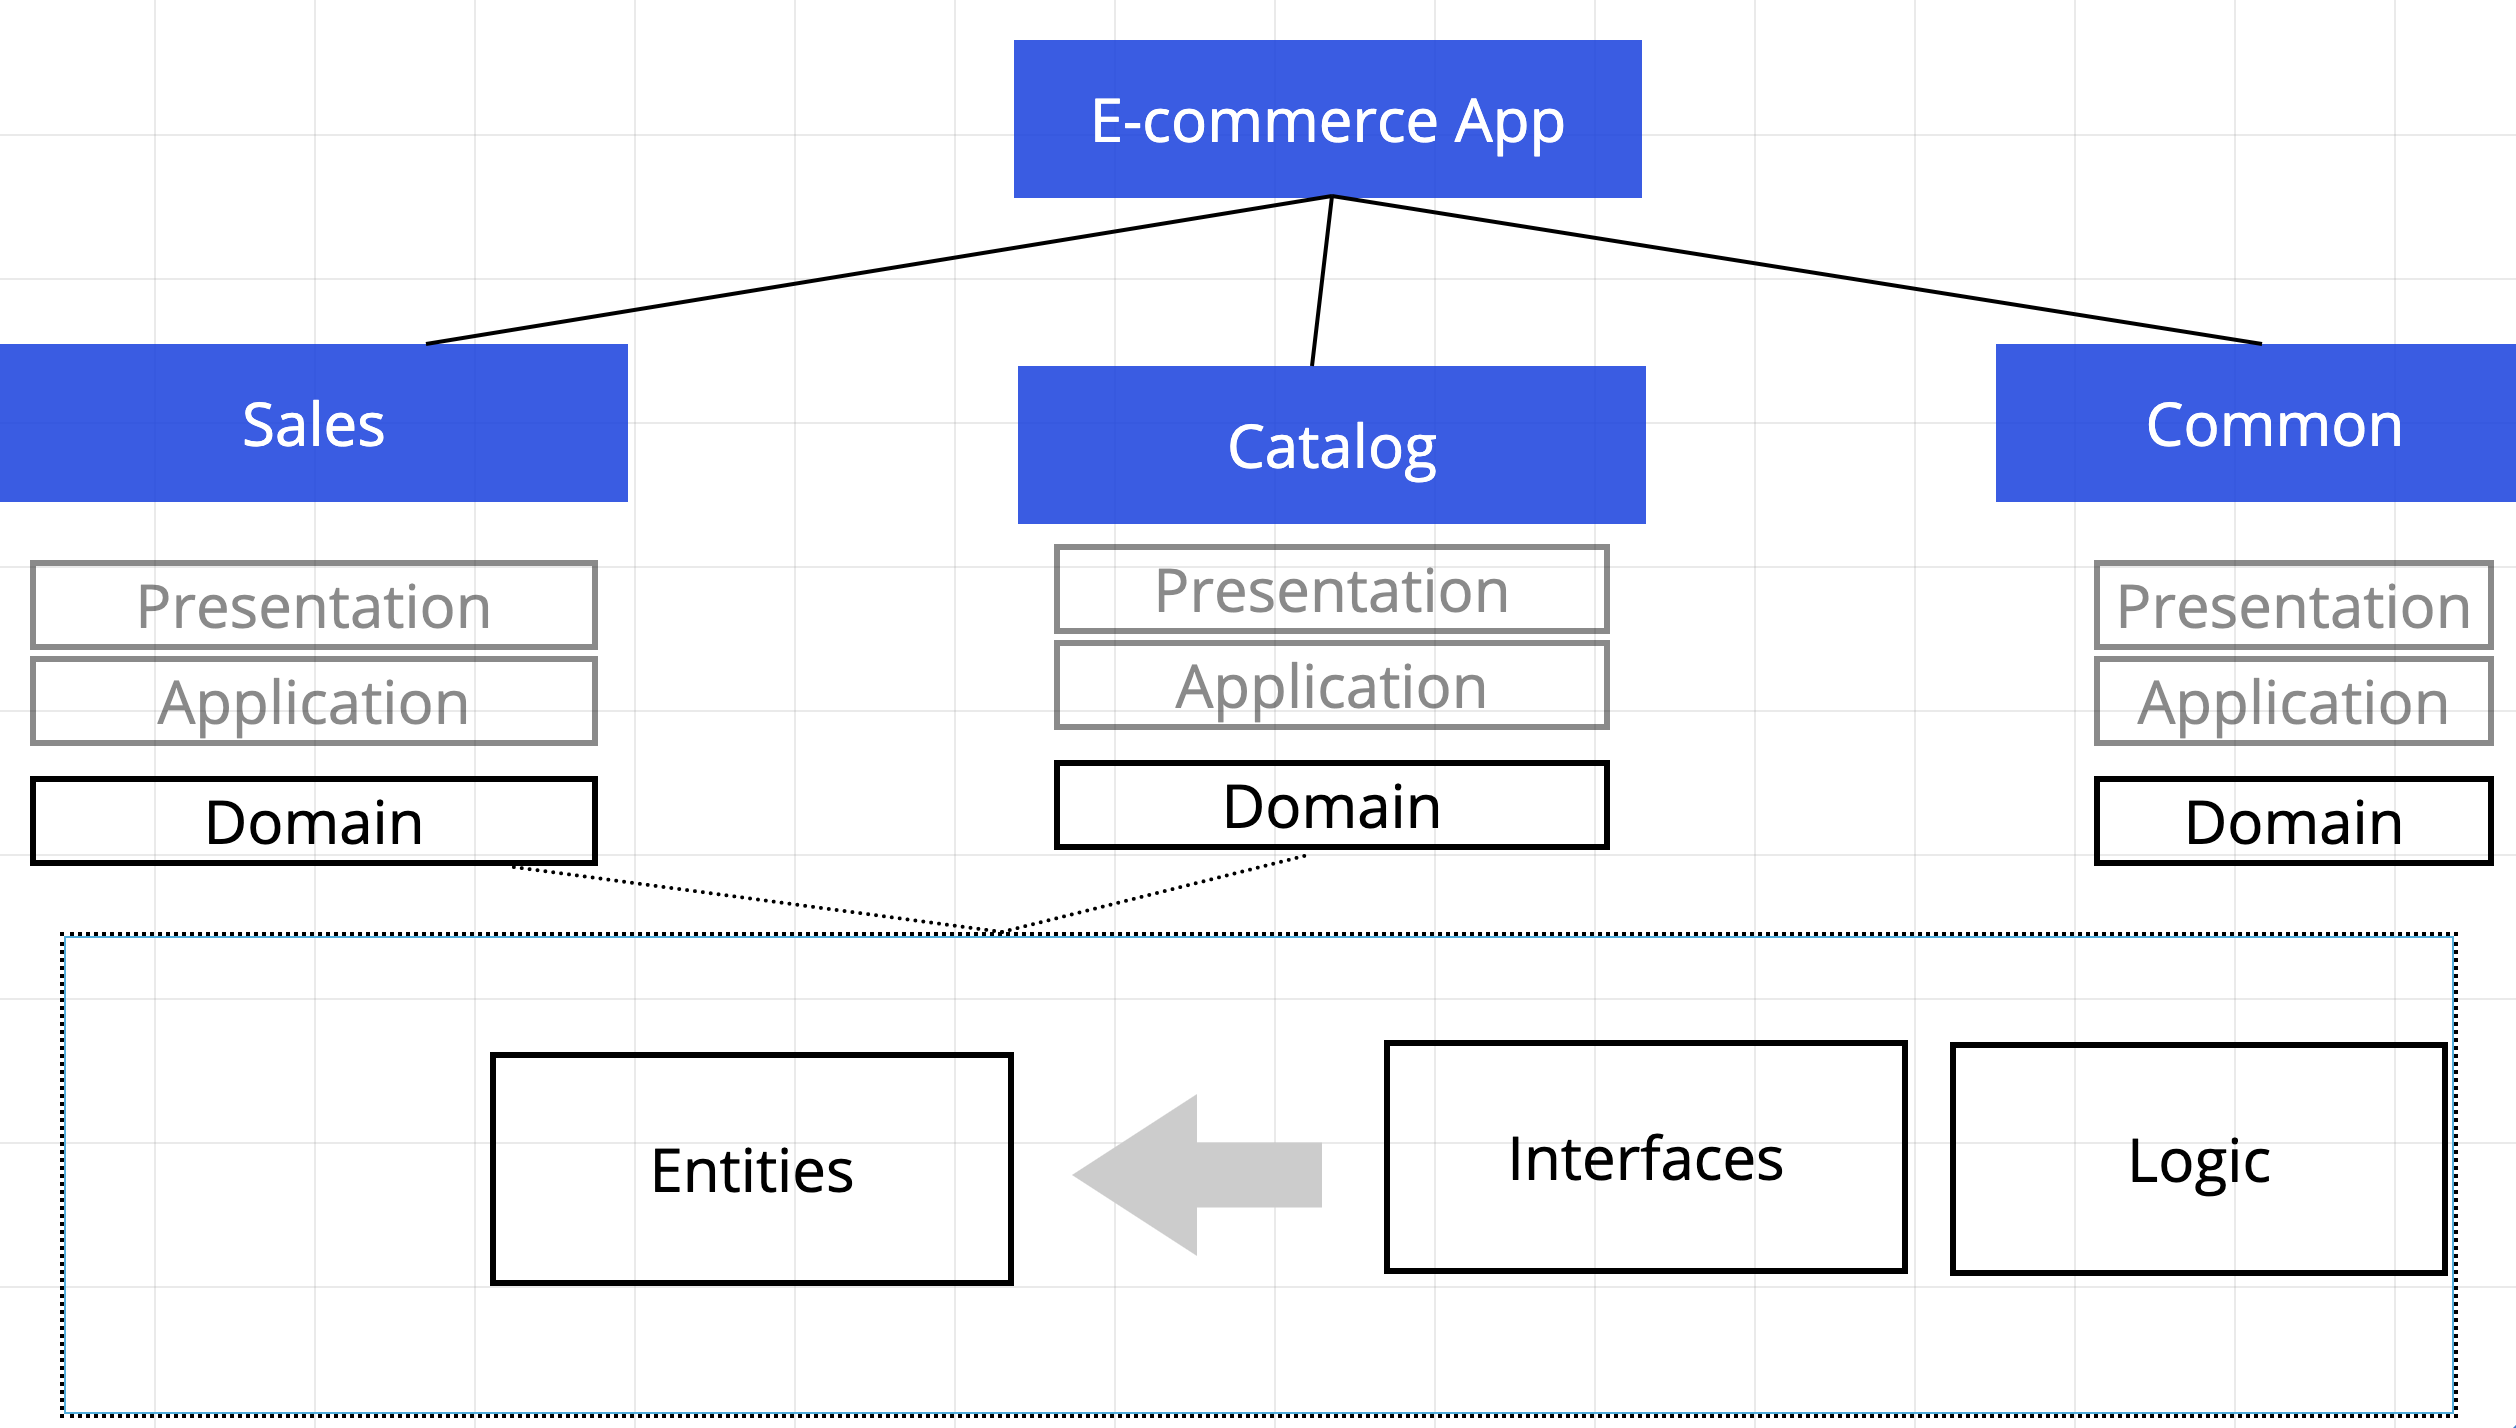 E-commerce App
Sales
Catalog
Common
Presentation
Application
Domain
Presentation
Application
Domain
Presentation
Application
Domain
Entities
Interfaces
Logic